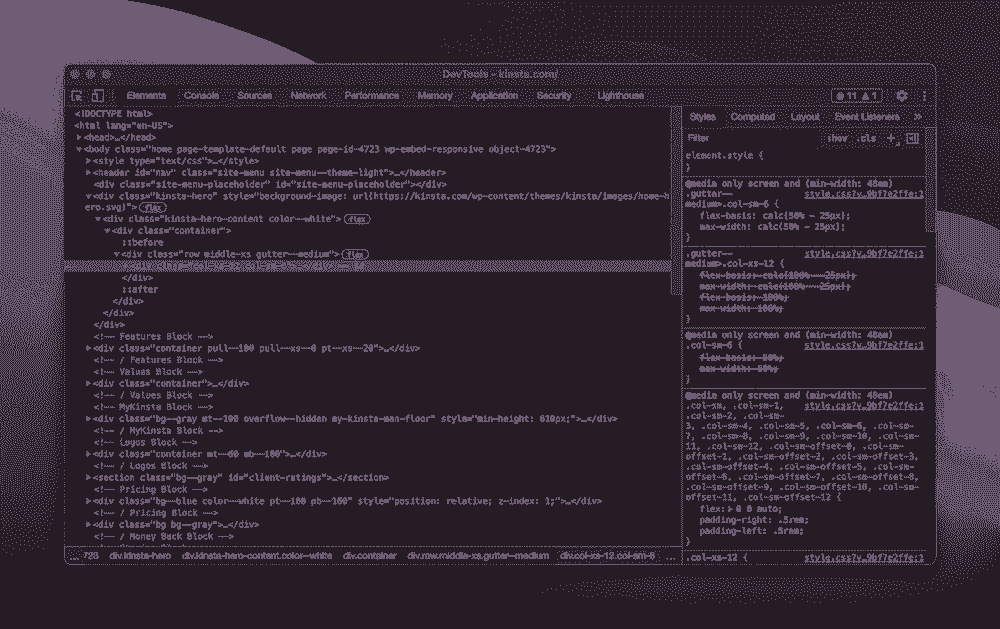 DevTools - kinsta.com/
Elements Console Sources Network Performance Memory Application Security Lighthouse
11 1
<!DOCTYPE html>
<html lang="en-US">
<head>…</head>
<body class="home page-template-default page page-id-4723 wp-embed-responsive object-4723">
<style type="text/css">…</style>
<header id="nav" class="site-menu site-menu--theme-light">…</header>
<div class="site-menu-placeholder" id="site-menu-placeholder"></div>
<div class="kinsta-hero" style="background-image: url(https://kinsta.com/wp-content/themes/kinsta/images/home-h
ero.svg)"> flex
<div class="kinsta-hero-content color--white"> flex
<div class="container">
::before
<div class="row middle-xs gutter--medium"> flex
</div>
::after
</div>
</div>
</div>
<!-- Features Block -->
<div class="container pull--100 pull--xs--0 pt--xs--20">…</div>
<!-- / Features Block -->
<!-- Values Block -->
<div class="container">…</div>
<!-- / Values Block -->
<!-- MyKinsta Block -->
<div class="bg--gray mt--100 overflow--hidden my-kinsta-man-floor" style="min-height: 610px;">…</div>
<!-- / MyKinsta Block -->
<!-- Logos Block -->
<div class="container mt--60 mb--100">…</div>
<!-- / Logos Block -->
<section class="bg--gray" id="client-ratings">…</section>
<!-- Pricing Block -->
<div class="bg--blue color--white pt--100 pb--100" style="position: relative; z-index: 1;">…</div>
<!-- / Pricing Block -->
<div class="bg bg--gray">…</div>
<!-- / Money Back Block -->
… 723 div.kinsta-hero div.kinsta-hero-content.color--white div.container div.row.middle-xs.gutter--medium div.col-xs-12.col-sm-6 …
Styles Computed Layout Event Listeners »
Filter :hov .cls +
element.style {
}
@media only screen and (min-width: 48em)
.gutter-- style.css?v…9bf7e2ffe:1
medium>.col-sm-6 {
flex-basis: calc(50% - 25px);
max-width: calc(50% - 25px);
}
.gutter-- style.css?v…9bf7e2ffe:1
medium>.col-xs-12 {
flex-basis: calc(100% - 25px);
max-width: calc(100% - 25px);
flex-basis: 100%;
max-width: 100%;
}
@media only screen and (min-width: 48em)
.col-sm-6 { style.css?v…9bf7e2ffe:1
flex-basis: 50%;
max-width: 50%;
}
@media only screen and (min-width: 48em)
.col-sm, .col-sm-1, style.css?v…9bf7e2ffe:1
.col-sm-2, .col-sm-
3, .col-sm-4, .col-sm-5, .col-sm-6, .col-sm-
7, .col-sm-8, .col-sm-9, .col-sm-10, .col-sm-
11, .col-sm-12, .col-sm-offset-0, .col-sm-
offset-1, .col-sm-offset-2, .col-sm-offset-3,
.col-sm-offset-4, .col-sm-offset-5, .col-sm-
offset-6, .col-sm-offset-7, .col-sm-offset-8,
.col-sm-offset-9, .col-sm-offset-10, .col-sm-
offset-11, .col-sm-offset-12 {
flex: 0 0 auto;
padding-right: .5rem;
padding-left: .5rem;
}
.col-xs-12 { style.css?v…9bf7e2ffe:1